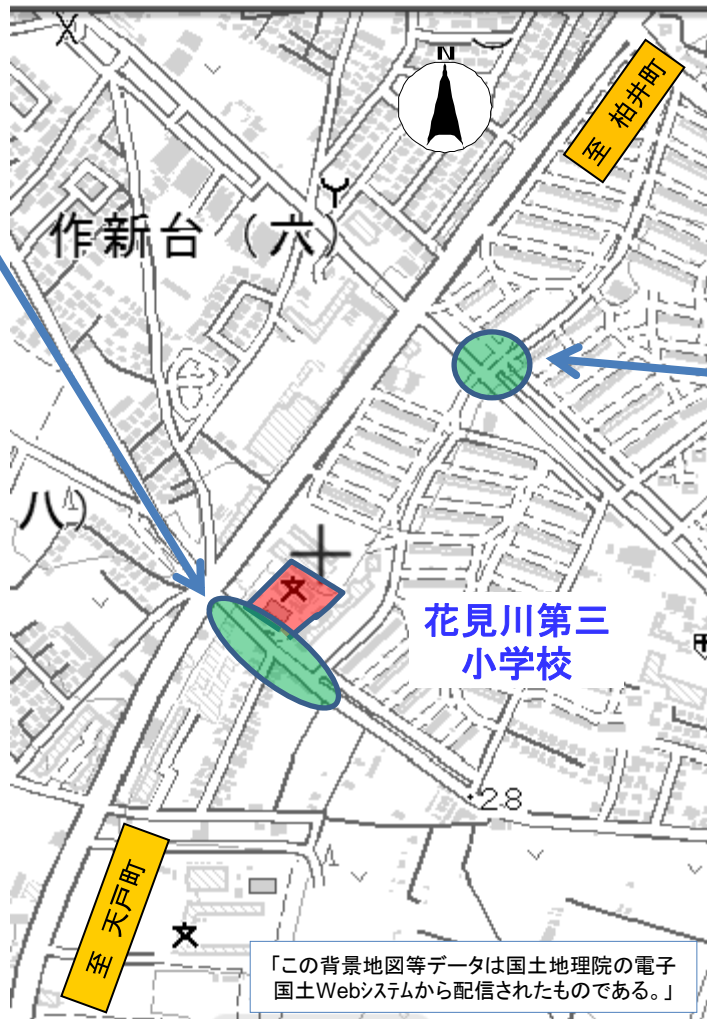 N
至 柏井町
作新台 (六)
八)
花見川第三
小学校
・28
至 天戸町
「この背景地図等データは国土地理院の電子
国土Webシステムから配信されたものである。」